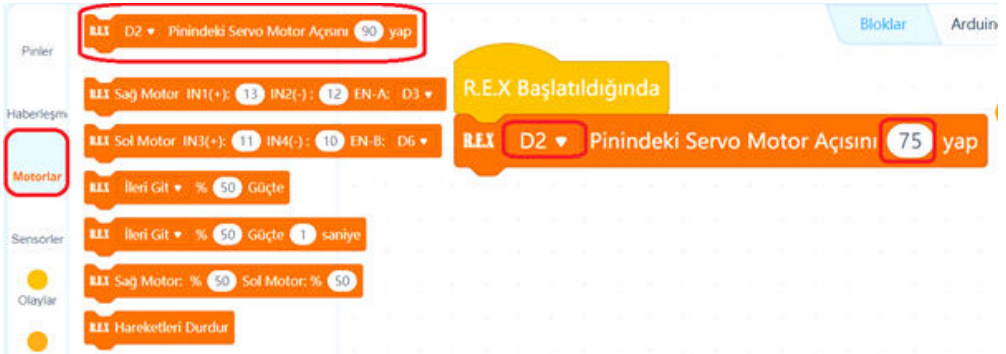 Pinler
Haberleşm
Motorlar
Sensörler
Olaylar
R.E.X D2 Pinindeki Servo Motor Açısını 90 yap
R.E.X Sağ Motor IN1(+): 13 IN2(-) : 12 EN-A: D3
R.E.X Sol Motor IN3(+): 11 IN4(-) : 10 EN-B: D6
R.E.X İleri Git % 50 Güçte
R.E.X İleri Git % 50 Güçte 1 saniye
R.E.X Sağ Motor: % 50 Sol Motor: % 50
R.E.X Hareketleri Durdur
Bloklar Arduin
R.E.X Başlatıldığında
R.E.X D2 Pinindeki Servo Motor Açısını 75 yap